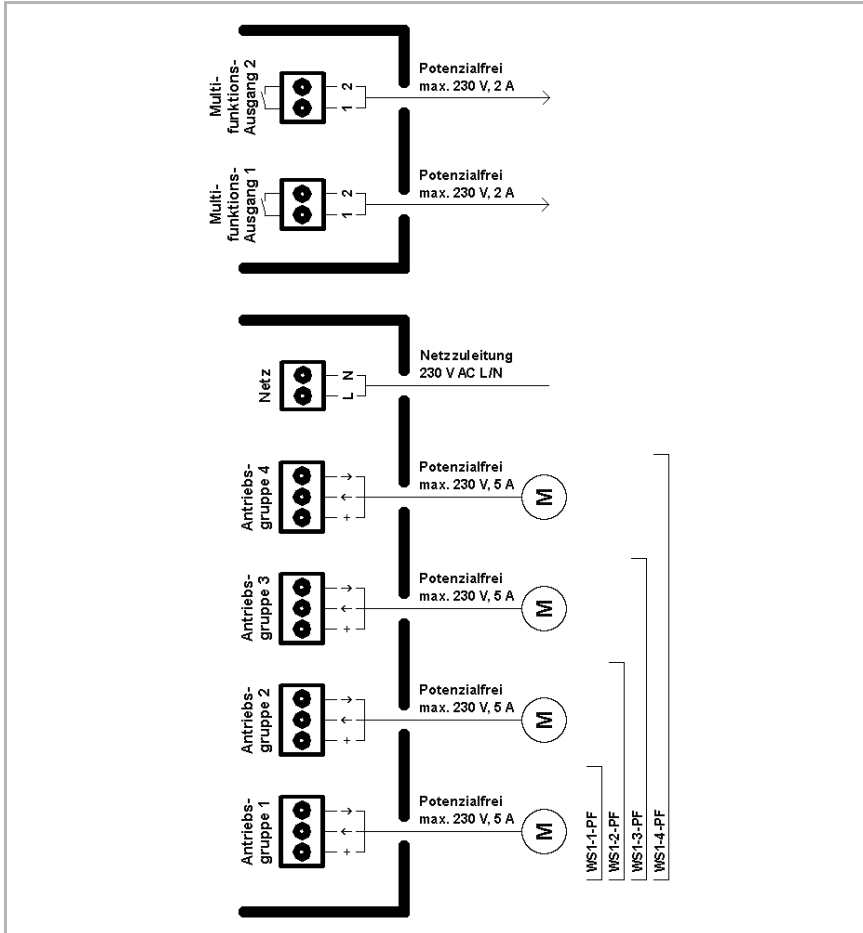 Multi-
funktions-
Ausgang 2
2
1
Potenzialfrei
max. 230 V, 2 A
Multi-
funktions-
Ausgang 1
2
1
Potenzialfrei
max. 230 V, 2 A
Netz
N
L
Netzzuleitung
230 V AC L/N
Antriebs-
gruppe 4
+
Potenzialfrei
max. 230 V, 5 A
M
Antriebs-
gruppe 3
+
Potenzialfrei
max. 230 V, 5 A
M
Antriebs-
gruppe 2
+
Potenzialfrei
max. 230 V, 5 A
M
Antriebs-
gruppe 1
+
Potenzialfrei
max. 230 V, 5 A
M
WS1-1-PF
WS1-2-PF
WS1-3-PF
WS1-4-PF